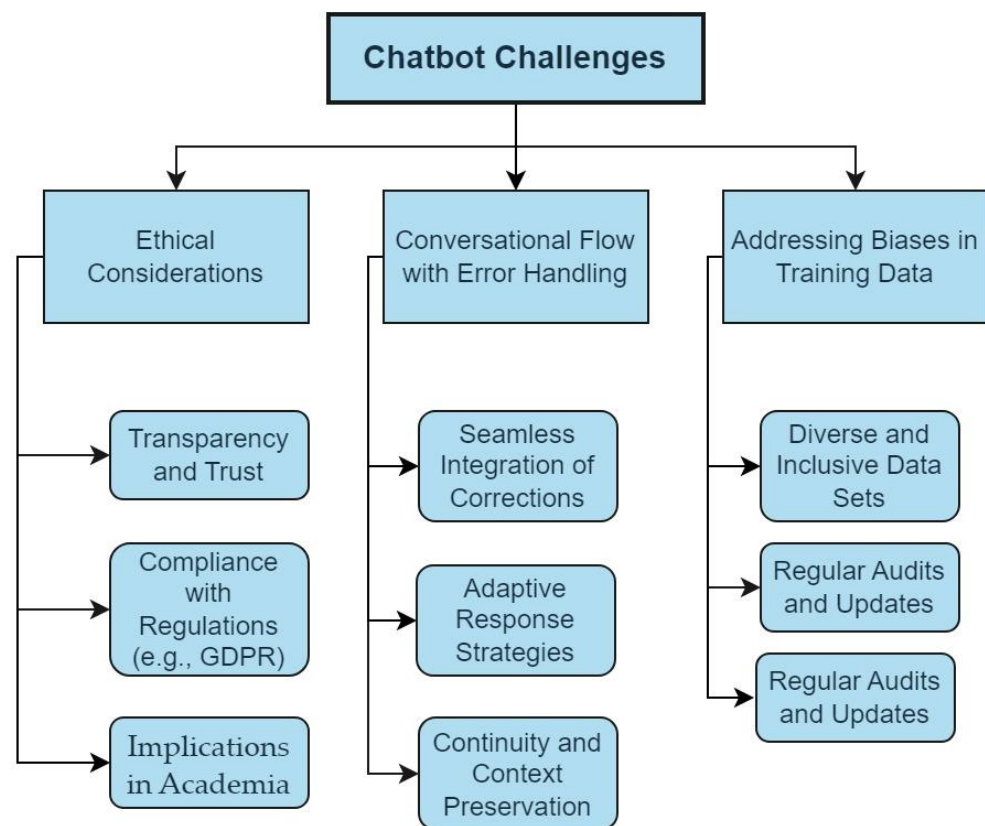 Chatbot Challenges
Ethical
Considerations
Transparency
and Trust
Compliance
with
Regulations
(e.g., GDPR)
Implications
in Academia
Conversational Flow
with Error Handling
Seamless
Integration of
Corrections
Adaptive
Response
Strategies
Continuity and
Context
Preservation
Addressing Biases in
Training Data
Diverse and
Inclusive Data
Sets
Regular Audits
and Updates
Regular Audits
and Updates